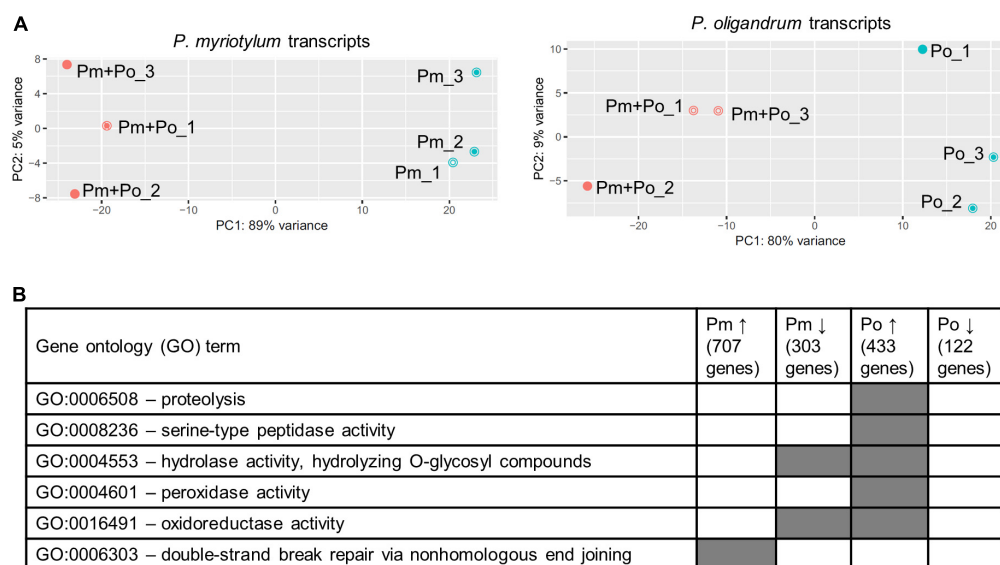 A
P. myriotylum transcripts
8
4
0
−4
−8
PC2: 5% variance
Pm+Po_3
Pm+Po_1
Pm+Po_2
Pm_3
Pm_2
Pm_1
−20
−10
0
10
20
PC1: 89% variance
P. oligandrum transcripts
10
5
0
−5
PC2: 9% variance
Po_1
Pm+Po_1
Pm+Po_3
Po_3
Pm+Po_2
Po_2
−20
−10
0
10
20
PC1: 80% variance
B
Gene ontology (GO) term
Pm ↑
(707
genes)
Pm ↓
(303
genes)
Po ↑
(433
genes)
Po ↓
(122
genes)
GO:0006508 – proteolysis
GO:0008236 – serine-type peptidase activity
GO:0004553 – hydrolase activity, hydrolyzing O-glycosyl compounds
GO:0004601 – peroxidase activity
GO:0016491 – oxidoreductase activity
GO:0006303 – double-strand break repair via nonhomologous end joining